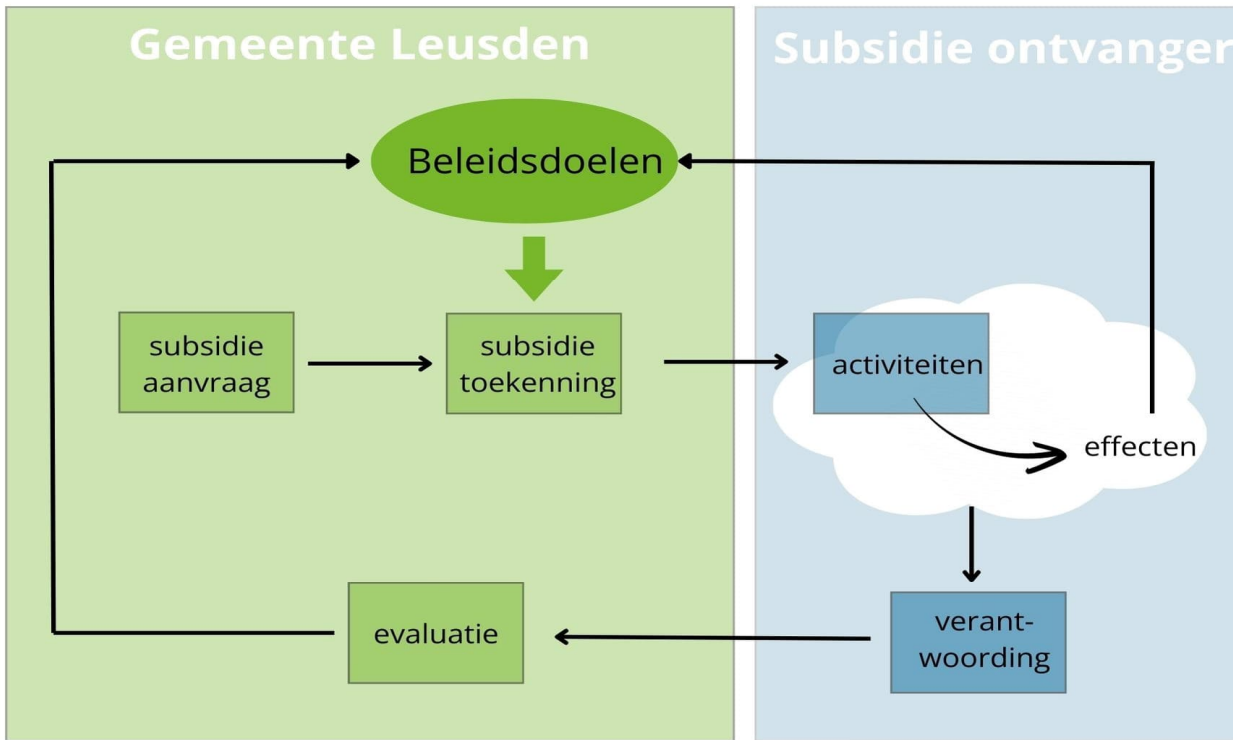 Gemeente Leusden
Subsidie ontvanger
Beleidsdoelen
subsidie
aanvraag
subsidie
toekenning
activiteiten
effecten
evaluatie
verant-
woording